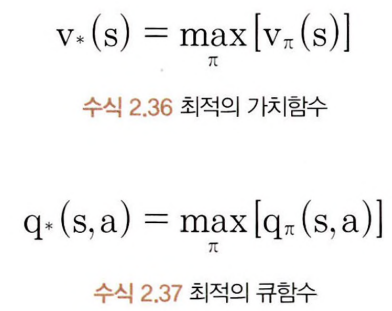 v*(s) = max[vπ(s)]
π
수식 2.36 최적의 가치함수
q*(s,a) = max[qπ(s,a)]
π
수식 2.37 최적의 큐함수